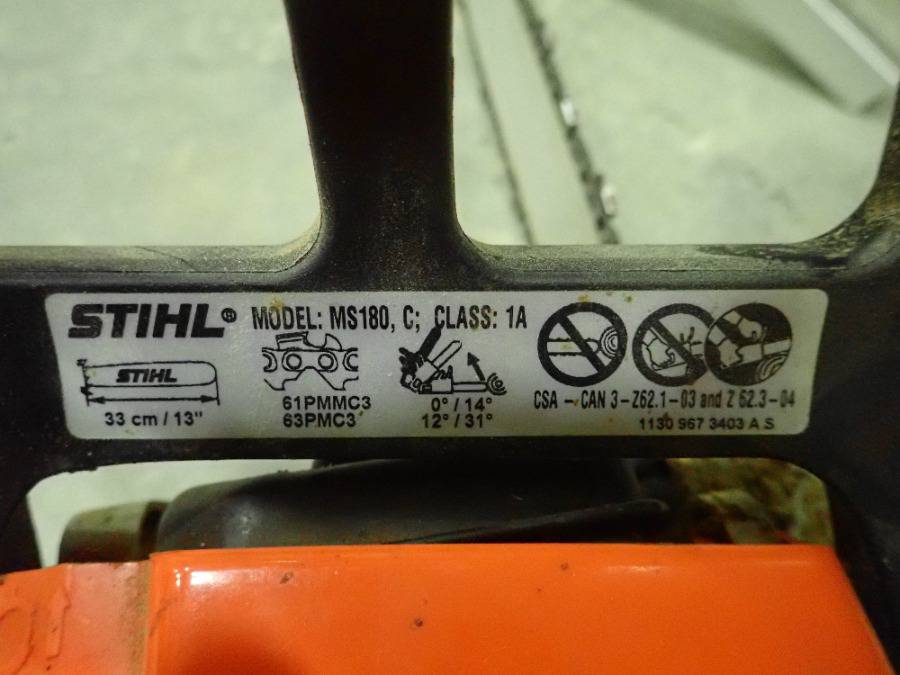 STIHL® MODEL: MS180, C; CLASS: 1A
STIHL
33 cm / 13"
61PMMC3
63PMC3
0° / 14°
12° / 31°
CSA - CAN 3-Z62.1-03 and Z 62.3-04
1130 967 3403 A S